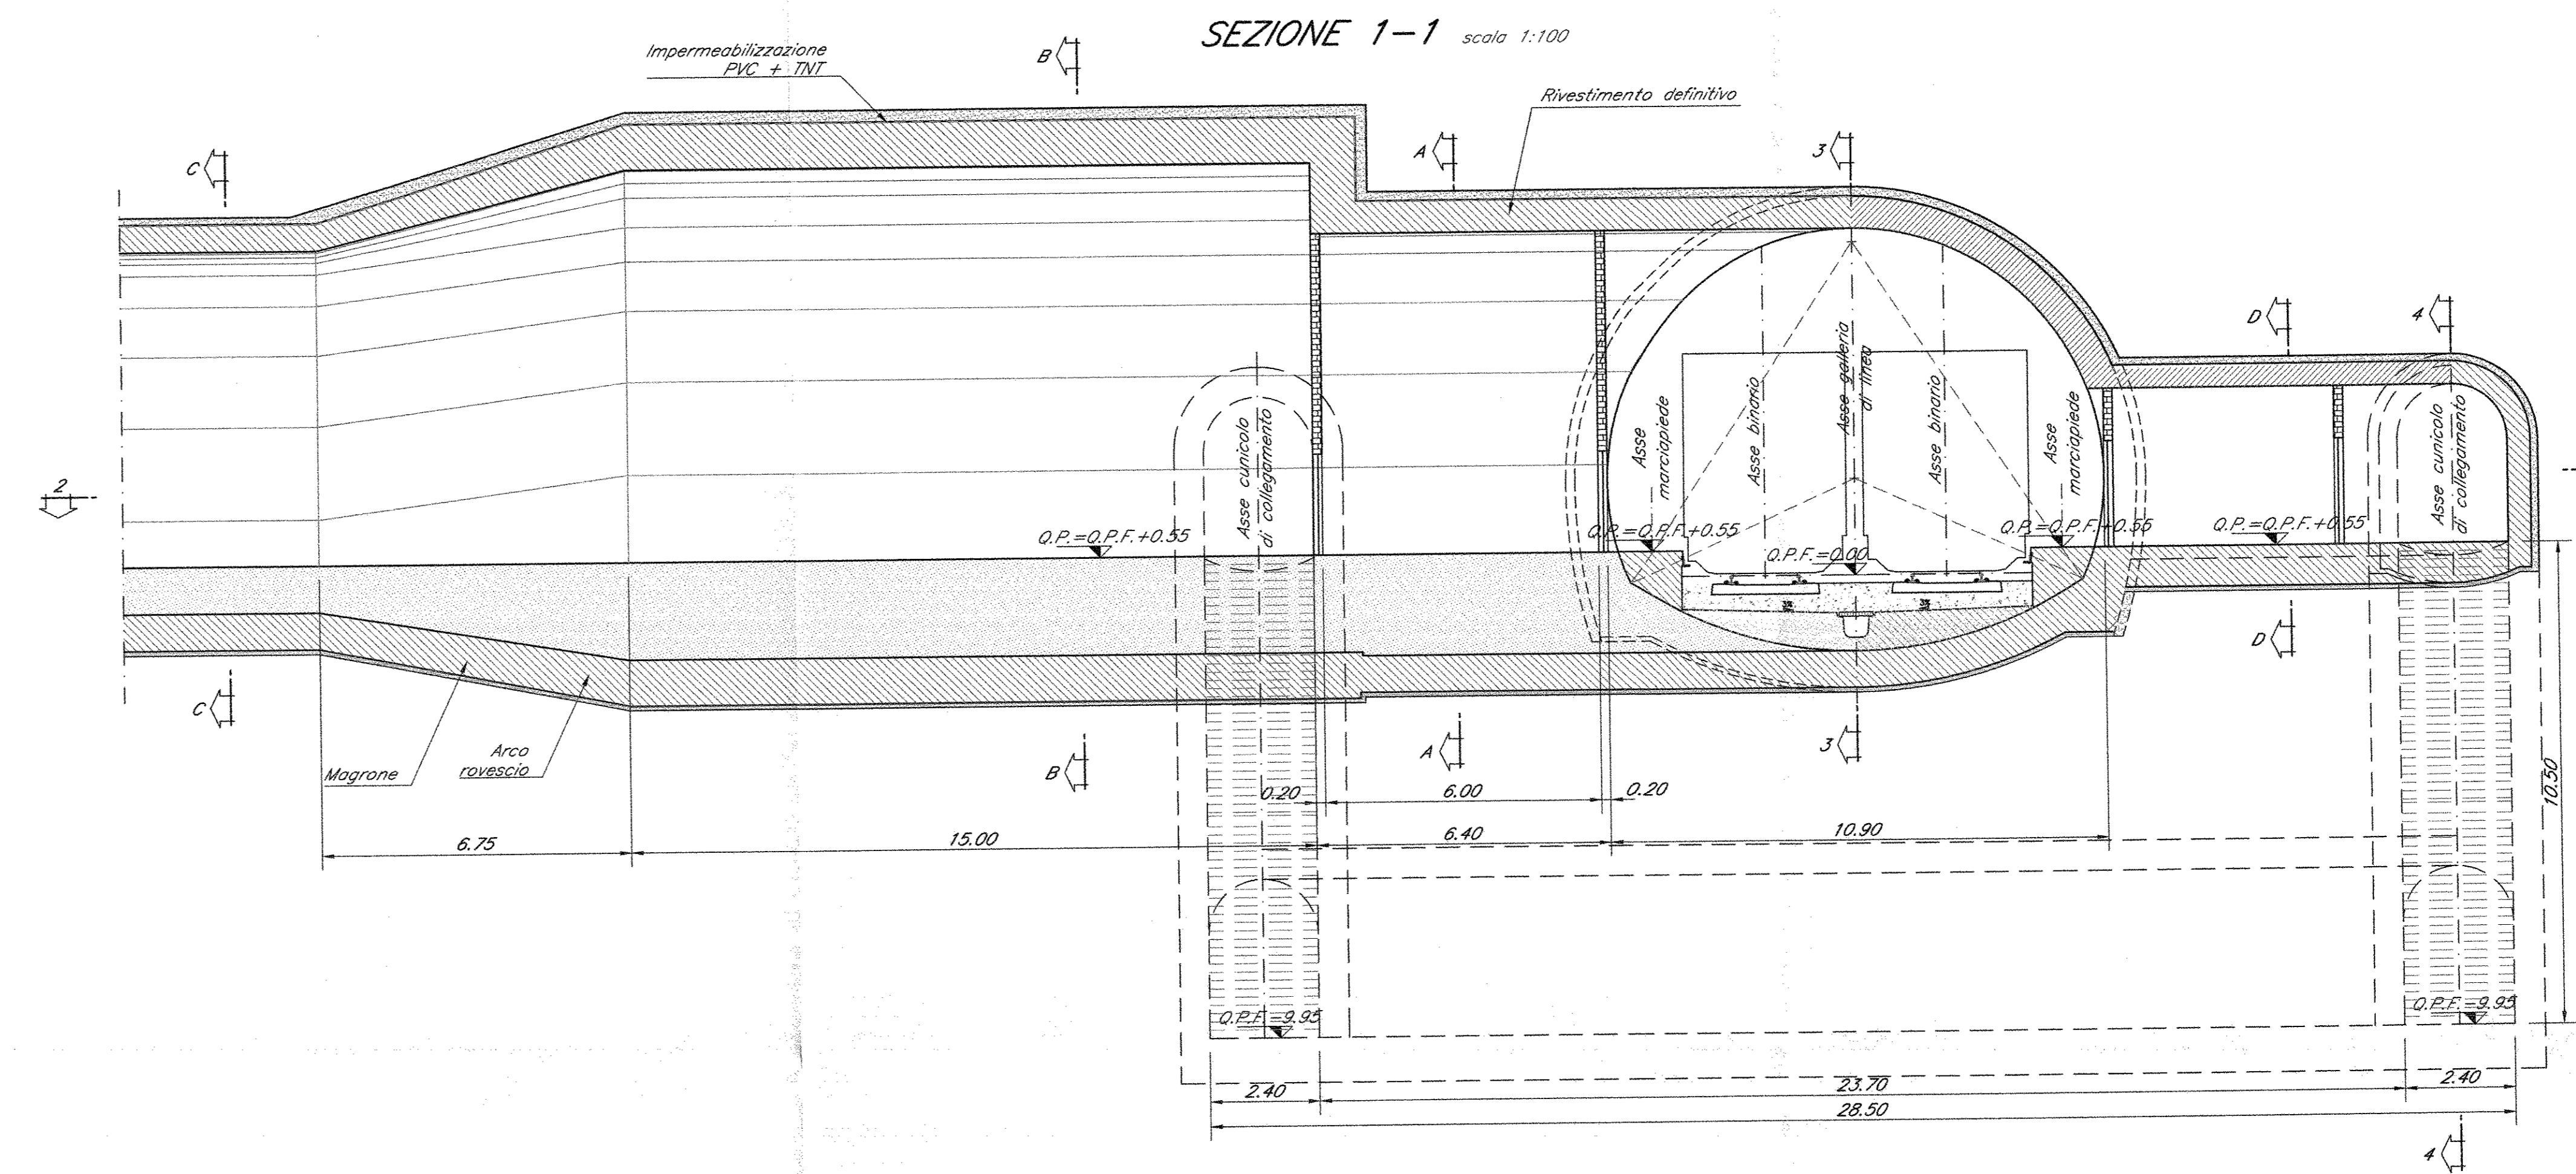 SEZIONE 1-1 scala 1:100
Impermeabilizzazione
PVC + TNT
B
Rivestimento definitivo
C
A
3
D
4
2
Asse cunicolo
di collegamento
Asse
marciapiede
Asse binario
Asse galleria
di linea
Asse binario
Asse
marciapiede
Asse cunicolo
di collegamento
Q.P.=Q.P.F.+0.55
Q.P.=Q.P.F.+0.55
Q.P.F.=0.00
Q.P.=Q.P.F.+0.55
Q.P.=Q.P.F.+0.55
C
Magrone
Arco
rovescio
B
A
3
D
0.20
6.00
0.20
6.75
15.00
6.40
10.90
10.50
Q.P.F.=9.95
Q.P.F.=9.95
2.40
23.70
2.40
28.50
4